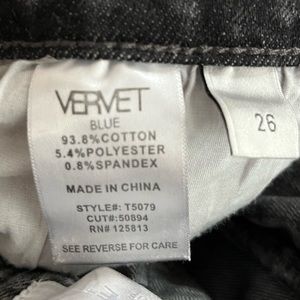 VERVET
BLUE
93.8%COTTON
5.4%POLYESTER
0.8%SPANDEX
MADE IN CHINA
STYLE#: T5079
CUT#:50894
RN# 125813
SEE REVERSE FOR CARE
26